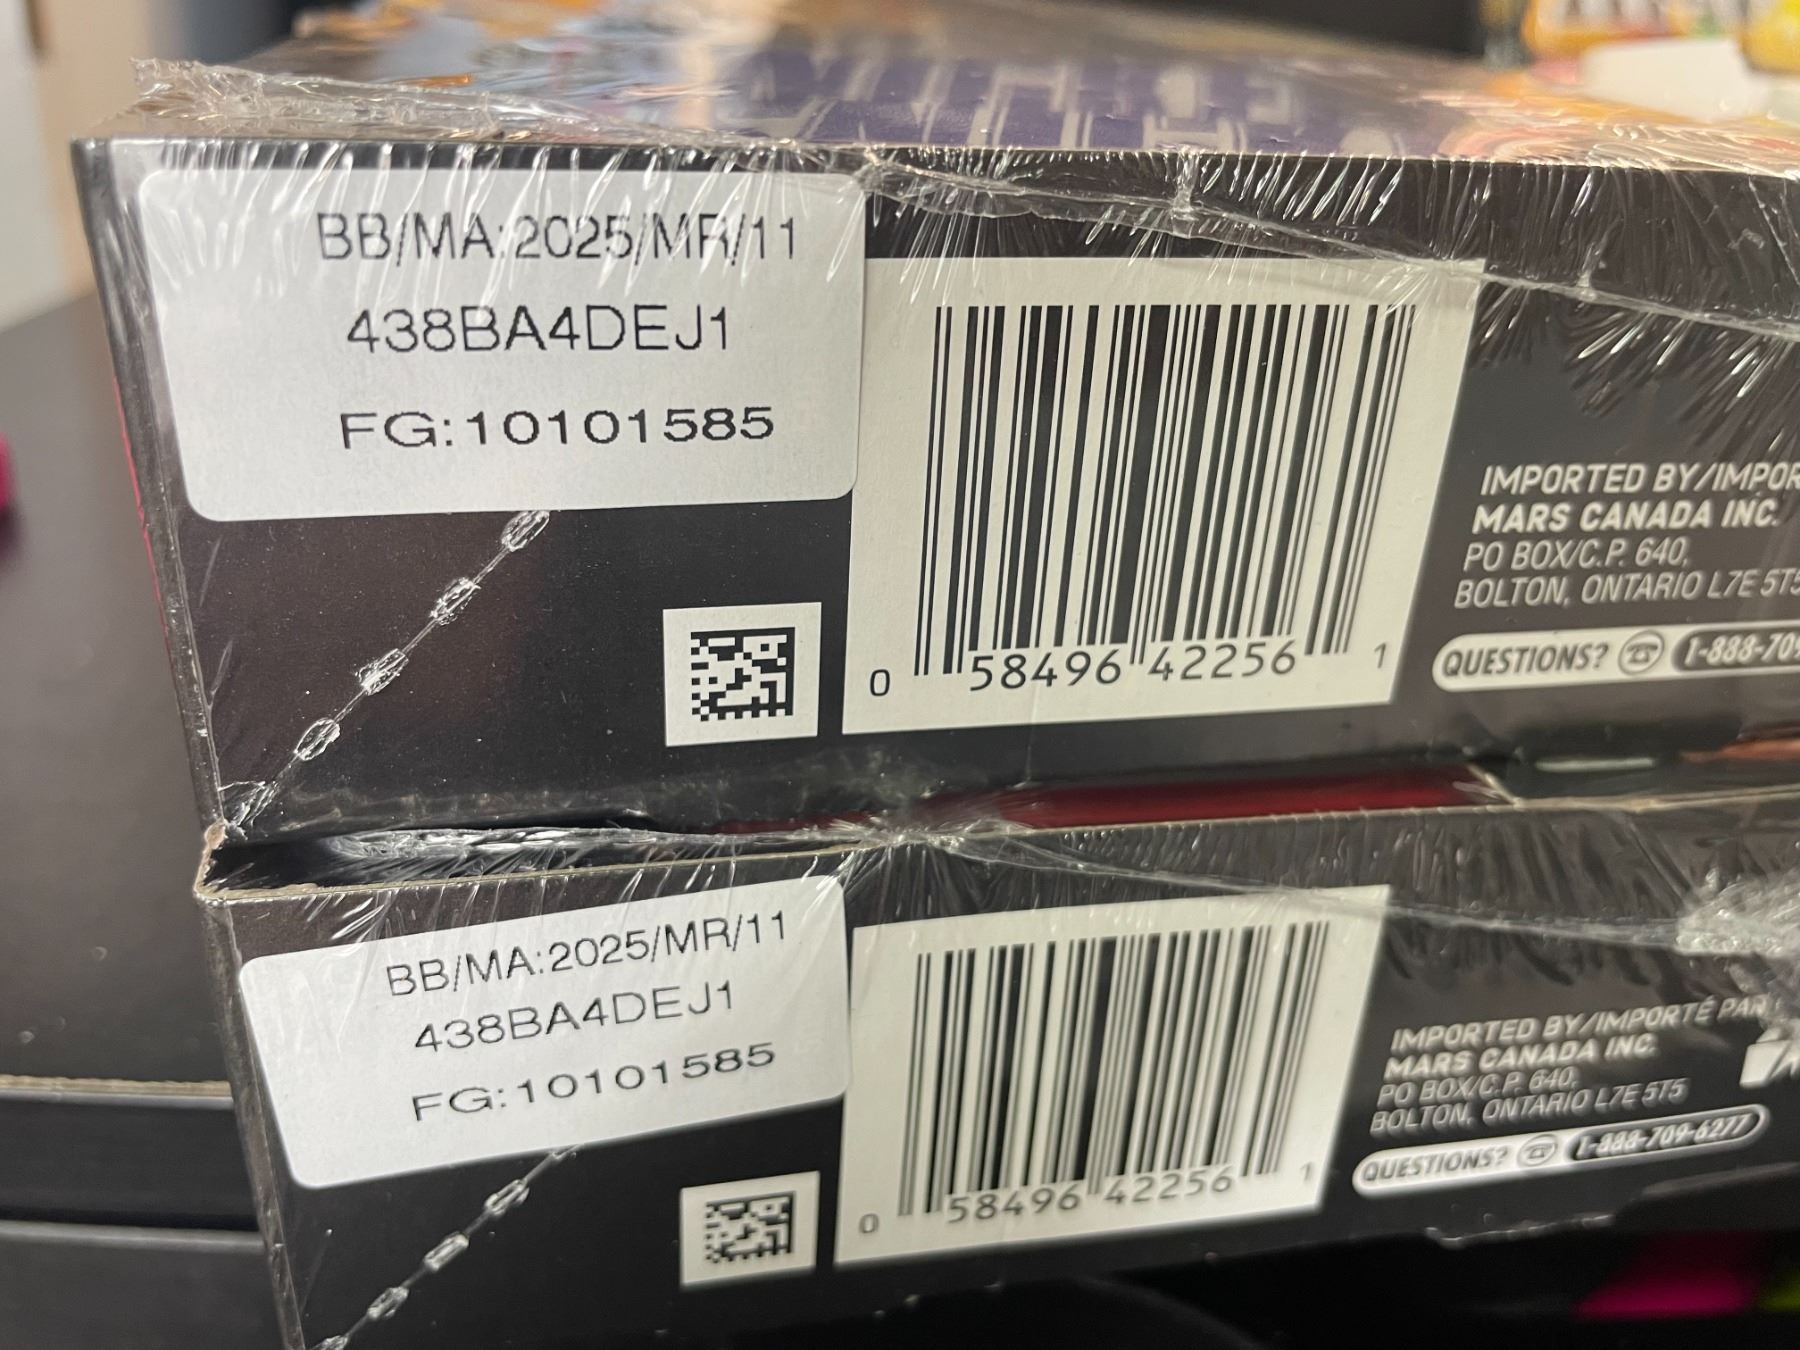 BB/MA:2025/MR/11
438BA4DEJ1
FG:10101585
0 58496 42256 1
IMPORTED BY/IMPOR
MARS CANADA INC.
PO BOX/C.P. 640,
BOLTON, ONTARIO L7E 5T5
QUESTIONS? 1-888-709
BB/MA:2025/MR/11
438BA4DEJ1
FG:10101585
0 58496 42256 1
IMPORTED BY/IMPORTÉ PAR
MARS CANADA INC.
PO BOX/C.P. 640,
BOLTON, ONTARIO L7E 5T5
QUESTIONS? 1-888-709-6277